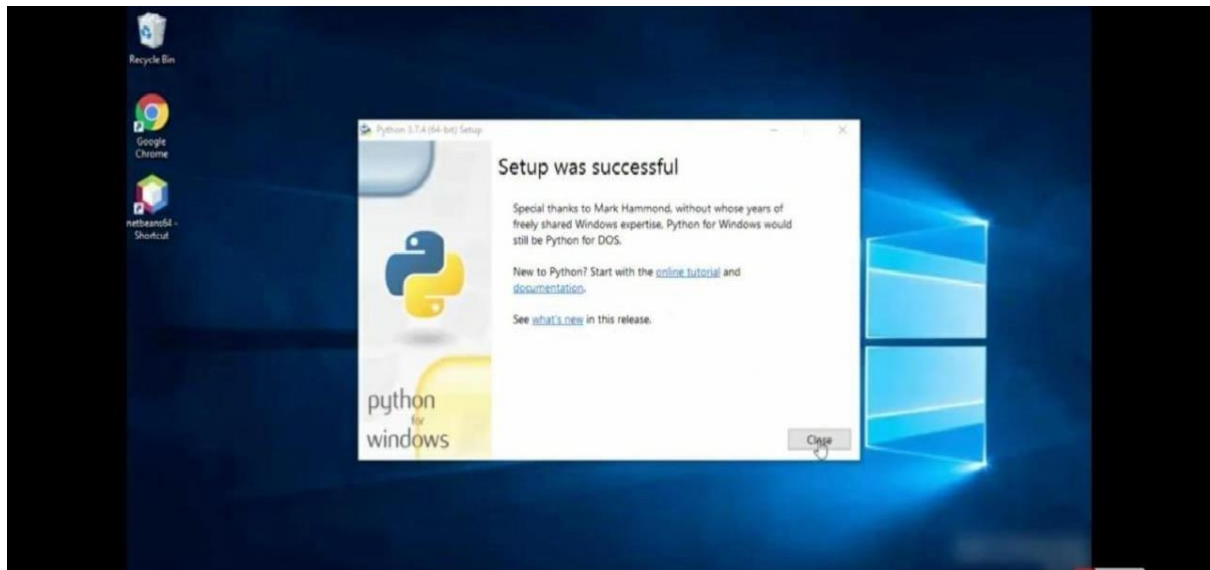 Recycle Bin
Google
Chrome
netbeans64 -
Shortcut
Python 3.7.4 (64-bit) Setup
Setup was successful
Special thanks to Mark Hammond, without whose years of
freely shared Windows expertise, Python for Windows would
still be Python for DOS.
New to Python? Start with the online tutorial and
documentation.
See what's new in this release.
python
for
windows
Close